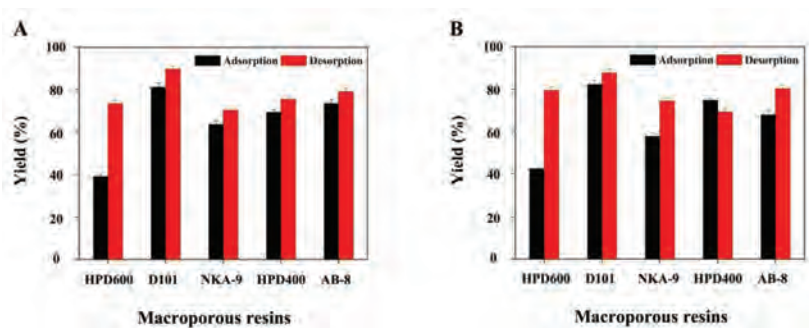 A
100
80
60
40
20
0
Yield (%)
Adsorption Desorption
HPD600 D101 NKA-9 HPD400 AB-8
Macroporous resins
B
100
80
60
40
20
0
Yield (%)
Adsorption Desorption
HPD600 D101 NKA-9 HPD400 AB-8
Macroporous resins